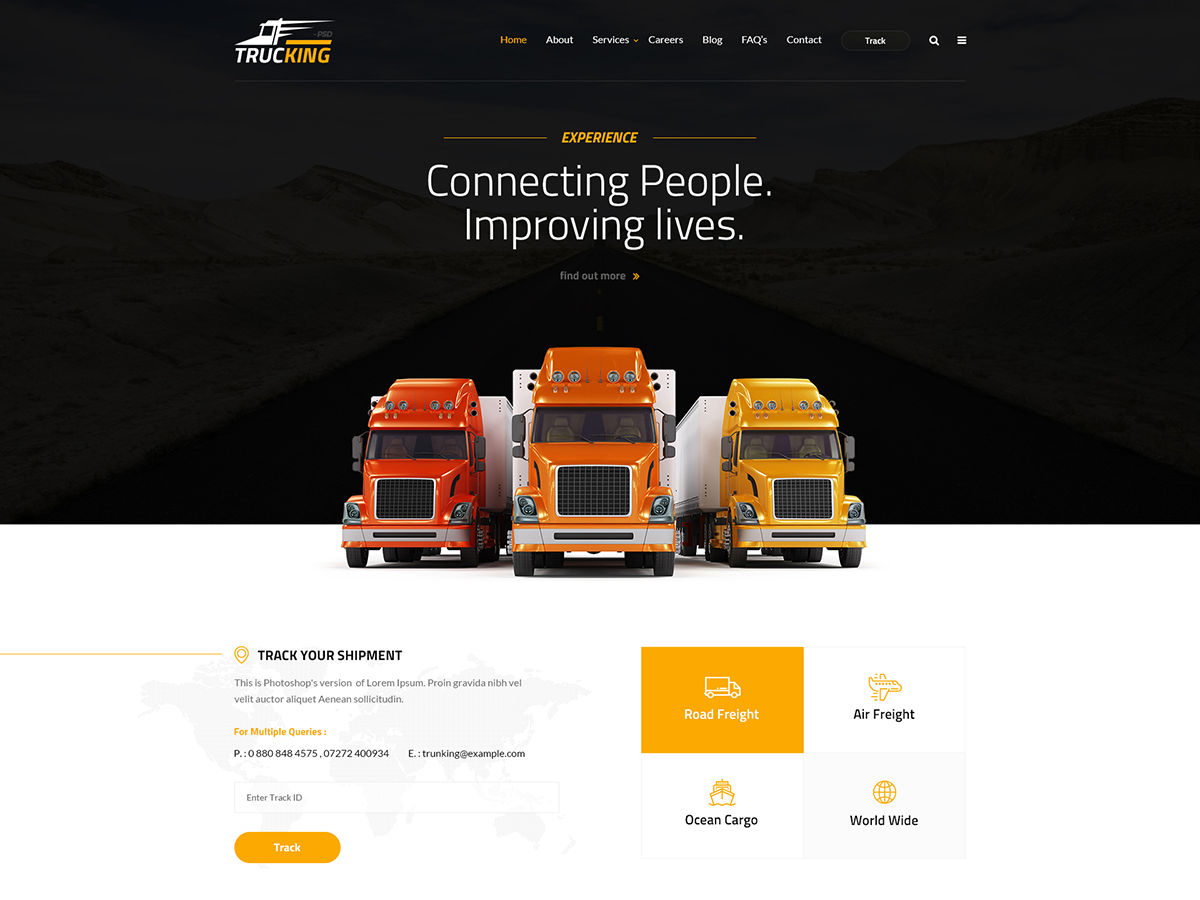 - PSD
TRUCKING
Home About Services Careers Blog FAQ's Contact Track
EXPERIENCE
Connecting People.
Improving lives.
find out more »
TRACK YOUR SHIPMENT
This is Photoshop's version of Lorem Ipsum. Proin gravida nibh vel
velit auctor aliquet Aenean sollicitudin.
For Multiple Queries :
P. : 0 880 848 4575 , 07272 400934 E. : trunking@example.com
Enter Track ID
Track
Road Freight
Air Freight
Ocean Cargo
World Wide